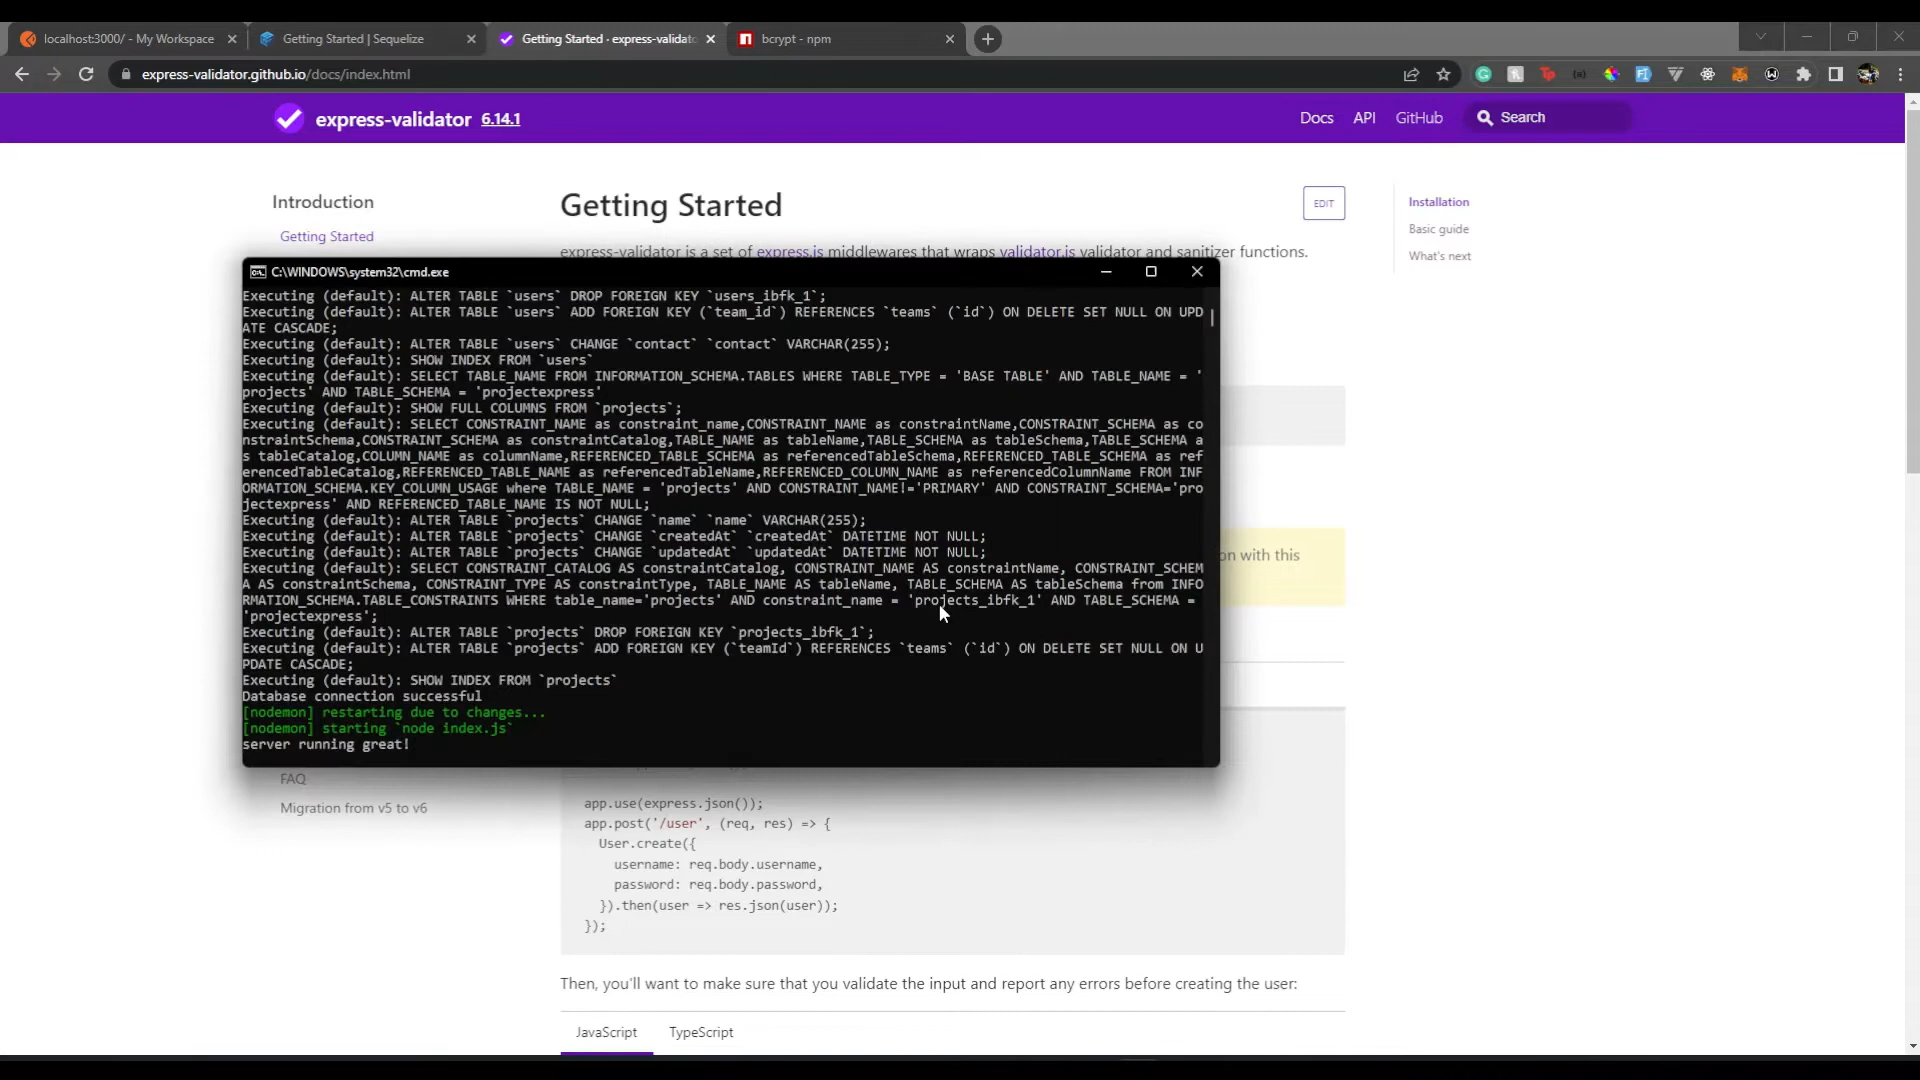 localhost:3000/ - My Workspace
Getting Started | Sequelize
Getting Started · express-validato
bcrypt - npm
express-validator.github.io/docs/index.html
express-validator 6.14.1
Docs API GitHub Search
Introduction
Getting Started
Getting Started
EDIT
Installation
Basic guide
What's next
express-validator is a set of express.js middlewares that wraps validator.js validator and sanitizer functions.
C:\WINDOWS\system32\cmd.exe
Executing (default): ALTER TABLE `users` DROP FOREIGN KEY `users_ibfk_1`;
Executing (default): ALTER TABLE `users` ADD FOREIGN KEY (`team_id`) REFERENCES `teams` (`id`) ON DELETE SET NULL ON UPD
ATE CASCADE;
Executing (default): ALTER TABLE `users` CHANGE `contact` `contact` VARCHAR(255);
Executing (default): SHOW INDEX FROM `users`
Executing (default): SELECT TABLE_NAME FROM INFORMATION_SCHEMA.TABLES WHERE TABLE_TYPE = 'BASE TABLE' AND TABLE_NAME = '
projects' AND TABLE_SCHEMA = 'projectexpress'
Executing (default): SHOW FULL COLUMNS FROM `projects`;
Executing (default): SELECT CONSTRAINT_NAME as constraint_name,CONSTRAINT_NAME as constraintName,CONSTRAINT_SCHEMA as co
nstraintSchema,CONSTRAINT_SCHEMA as constraintCatalog,TABLE_NAME as tableName,TABLE_SCHEMA as tableSchema,TABLE_SCHEMA a
s tableCatalog,COLUMN_NAME as columnName,REFERENCED_TABLE_SCHEMA as referencedTableSchema,REFERENCED_TABLE_SCHEMA as ref
erencedTableCatalog,REFERENCED_TABLE_NAME as referencedTableName,REFERENCED_COLUMN_NAME as referencedColumnName FROM INF
ORMATION_SCHEMA.KEY_COLUMN_USAGE where TABLE_NAME = 'projects' AND CONSTRAINT_NAME!='PRIMARY' AND CONSTRAINT_SCHEMA='pro
jectexpress' AND REFERENCED_TABLE_NAME IS NOT NULL;
Executing (default): ALTER TABLE `projects` CHANGE `name` `name` VARCHAR(255);
Executing (default): ALTER TABLE `projects` CHANGE `createdAt` `createdAt` DATETIME NOT NULL;
Executing (default): ALTER TABLE `projects` CHANGE `updatedAt` `updatedAt` DATETIME NOT NULL;
Executing (default): SELECT CONSTRAINT_CATALOG AS constraintCatalog, CONSTRAINT_NAME AS constraintName, CONSTRAINT_SCHEM
A AS constraintSchema, CONSTRAINT_TYPE AS constraintType, TABLE_NAME AS tableName, TABLE_SCHEMA AS tableSchema from INFO
RMATION_SCHEMA.TABLE_CONSTRAINTS WHERE table_name='projects' AND constraint_name = 'projects_ibfk_1' AND TABLE_SCHEMA =
'projectexpress';
Executing (default): ALTER TABLE `projects` DROP FOREIGN KEY `projects_ibfk_1`;
Executing (default): ALTER TABLE `projects` ADD FOREIGN KEY (`teamId`) REFERENCES `teams` (`id`) ON DELETE SET NULL ON U
PDATE CASCADE;
Executing (default): SHOW INDEX FROM `projects`
Database connection successful
[nodemon] restarting due to changes...
[nodemon] starting `node index.js`
server running great!
on with this
FAQ
Migration from v5 to v6
app.use(express.json());
app.post('/user', (req, res) => {
User.create({
username: req.body.username,
password: req.body.password,
}).then(user => res.json(user));
});
Then, you'll want to make sure that you validate the input and report any errors before creating the user:
JavaScript TypeScript